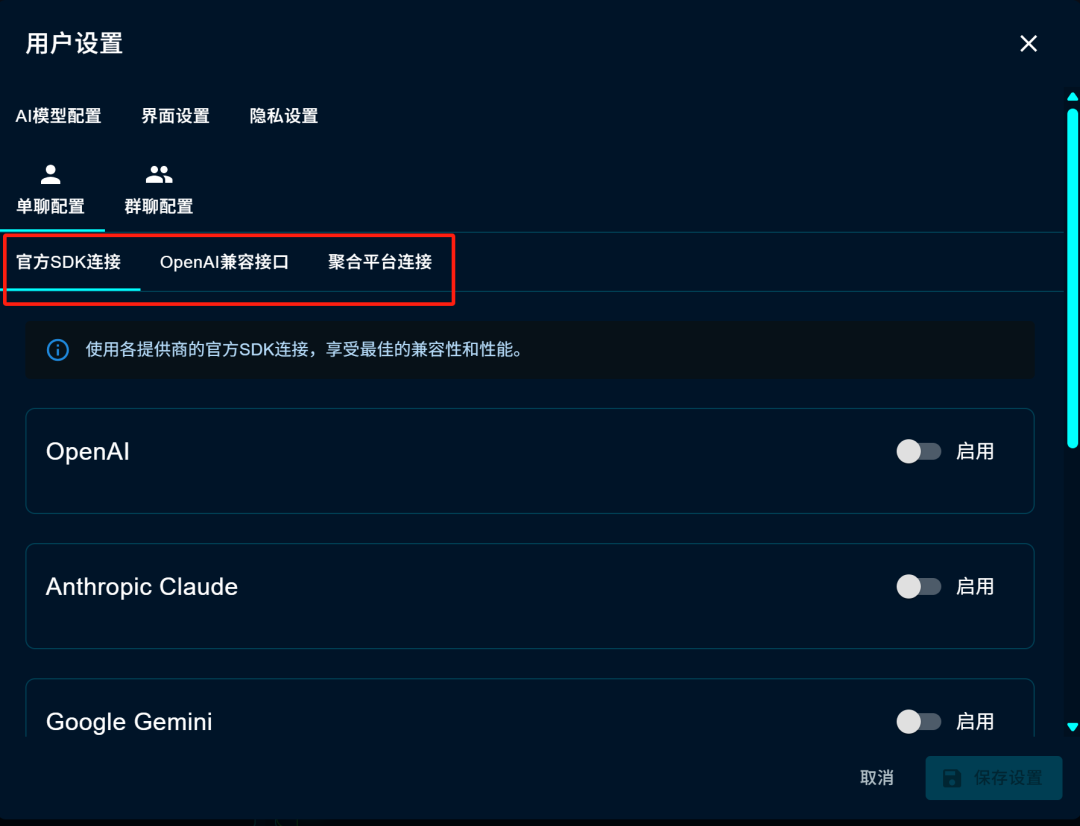 用户设置
AI模型配置 界面设置 隐私设置
单聊配置 群聊配置
官方SDK连接 OpenAI兼容接口 聚合平台连接
使用各提供商的官方SDK连接，享受最佳的兼容性和性能。
OpenAI 启用
Anthropic Claude 启用
Google Gemini 启用
取消 保存设置